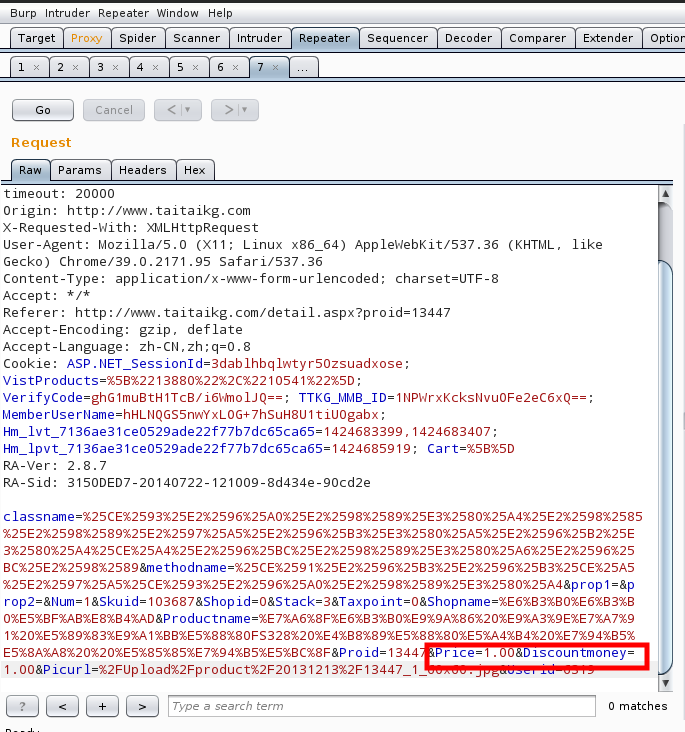 Burp Intruder Repeater Window Help
Target Proxy Spider Scanner Intruder Repeater Sequencer Decoder Comparer Extender Option
1 × 2 × 3 × 4 × 5 × 6 × 7 × ...
Go Cancel < ▼ > ▼
Request
Raw Params Headers Hex
timeout: 20000
Origin: http://www.taitaikg.com
X-Requested-With: XMLHttpRequest
User-Agent: Mozilla/5.0 (X11; Linux x86_64) AppleWebKit/537.36 (KHTML, like
Gecko) Chrome/39.0.2171.95 Safari/537.36
Content-Type: application/x-www-form-urlencoded; charset=UTF-8
Accept: */*
Referer: http://www.taitaikg.com/detail.aspx?proid=13447
Accept-Encoding: gzip, deflate
Accept-Language: zh-CN,zh;q=0.8
Cookie: ASP.NET_SessionId=3dablhbqlwtyr50zsuadxose;
VistProducts=%5B%2213880%22%2C%2210541%22%5D;
VerifyCode=ghG1muBtH1TcB/i6WmolJQ==; TTKG_MMB_ID=1NPWrxKcksNvuOFe2eC6xQ==;
MemberUserName=hHLNQGS5nwYxL0G+7hSuH8U1tiUOgabx;
Hm_lvt_7136ae31ce0529ade22f77b7dc65ca65=1424683399,1424683407;
Hm_lpvt_7136ae31ce0529ade22f77b7dc65ca65=1424685919; Cart=%5B%5D
RA-Ver: 2.8.7
RA-Sid: 3150DED7-20140722-121009-8d434e-90cd2e
classname=%25CE%2593%25E2%2596%25A0%25E2%2598%2589%25E3%2580%25A4%25E2%2598%2585
%25E2%2598%2589%25E2%2597%25A5%25E2%2596%25B3%25E3%2580%25A5%25E2%2596%25B2%25E
3%2580%25A4%25CE%25A4%25E2%2596%25BC%25E2%2598%2589%25E3%2580%25A6%25E2%2596%25
BC%25E2%2598%2589&methodname=%25CE%2591%25E2%2596%25B3%25E2%2596%25B3%25CE%25A5
%25E2%2597%25A5%25CE%2593%25E2%2596%25A0%25E2%2598%2589%25E3%2580%25A4&prop1=&p
rop2=&Num=1&Skuid=103687&Shopid=0&Stack=3&Taxpoint=0&Shopname=%E6%B3%B0%E6%B3%B
0%E5%BF%AB%E8%B4%AD&Productname=%E7%A6%8F%E6%B3%B0%E9%9A%86%20%E9%A3%9E%E7%A7%9
1%20%E5%89%83%E9%A1%BB%E5%88%80FS328%20%E4%B8%89%E5%88%80%E5%A4%B4%20%E7%94%B5%
E5%8A%A8%20%20%E5%85%85%E7%94%B5%E5%BC%8F&Proid=13447&Price=1.00&Discountmoney=
1.00&Picurl=%2FUpload%2Fproduct%2F20131213%2F13447_1_60x60.jpg&Userid=6519
? < + > Type a search term 0 matches